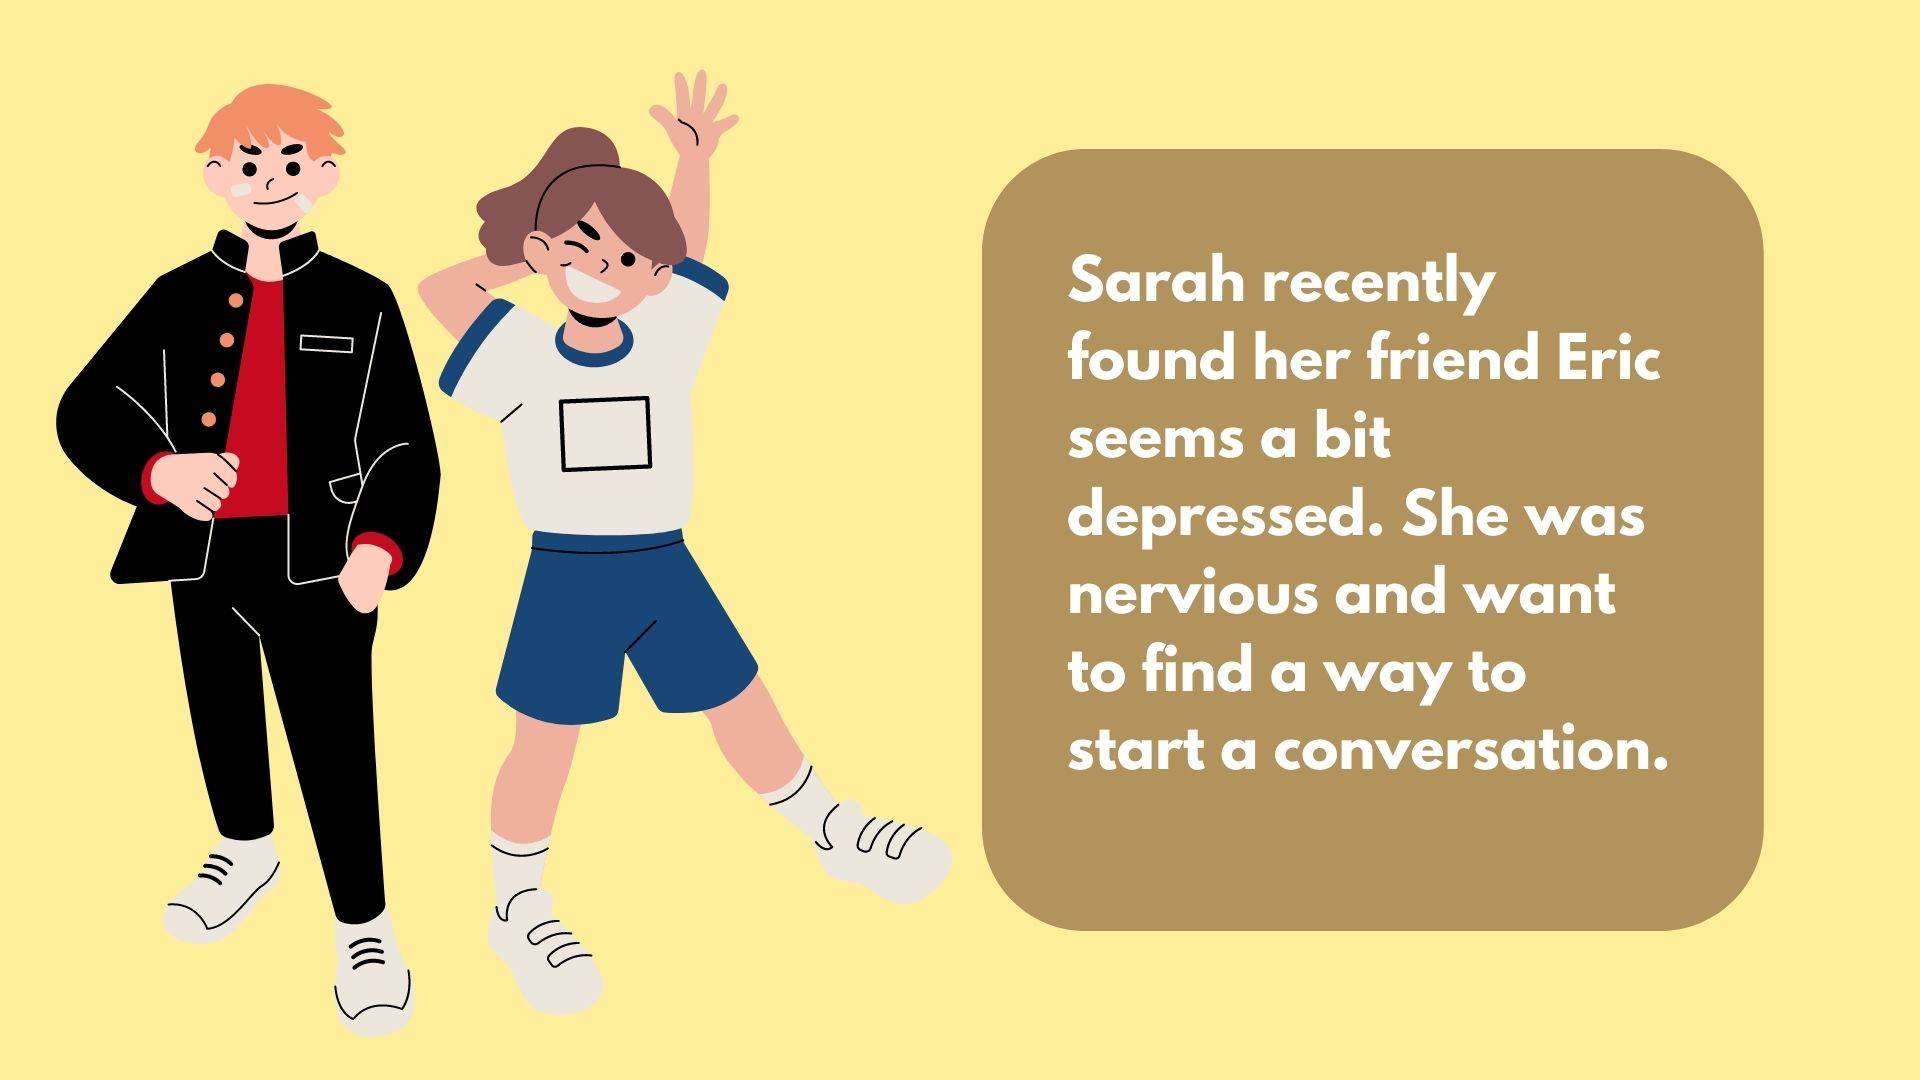 Sarah recently
found her friend Eric
seems a bit
depressed. She was
nervious and want
to find a way to
start a conversation.